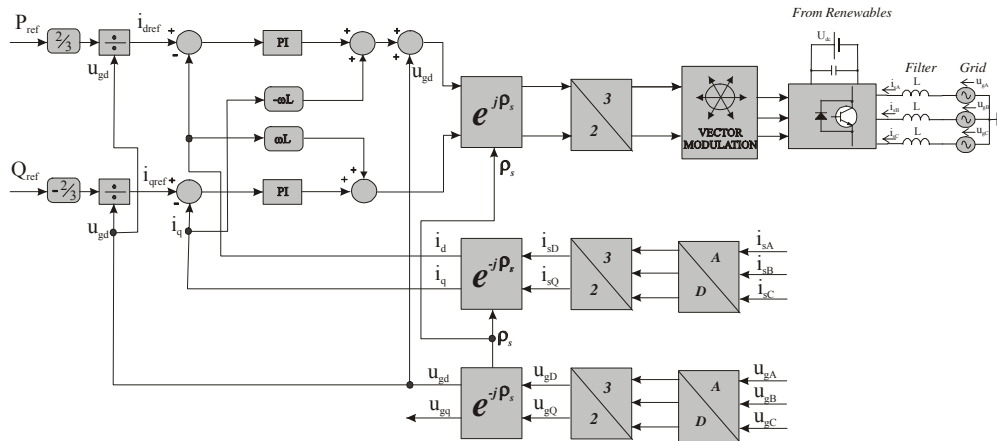 From Renewables
P_ref 2/3 ÷ i_dref + - PI + + + + u_gd
u_gd
-ωL
ωL
e^jρ_s
3 2
VECTOR MODULATION
U_dc
Filter Grid
i_sA L u_gA
i_sB L u_gB
i_sC L u_gC
ρ_s
Q_ref -2/3 ÷ i_qref + - PI + +
u_gd
i_q
i_d i_sD i_sA
e^-jρ_s 3 2 A D i_sB
i_q i_sQ i_sC
ρ_s
u_gd u_gD u_gA
e^-jρ_s 3 2 A D u_gB
u_gq u_gQ u_gC